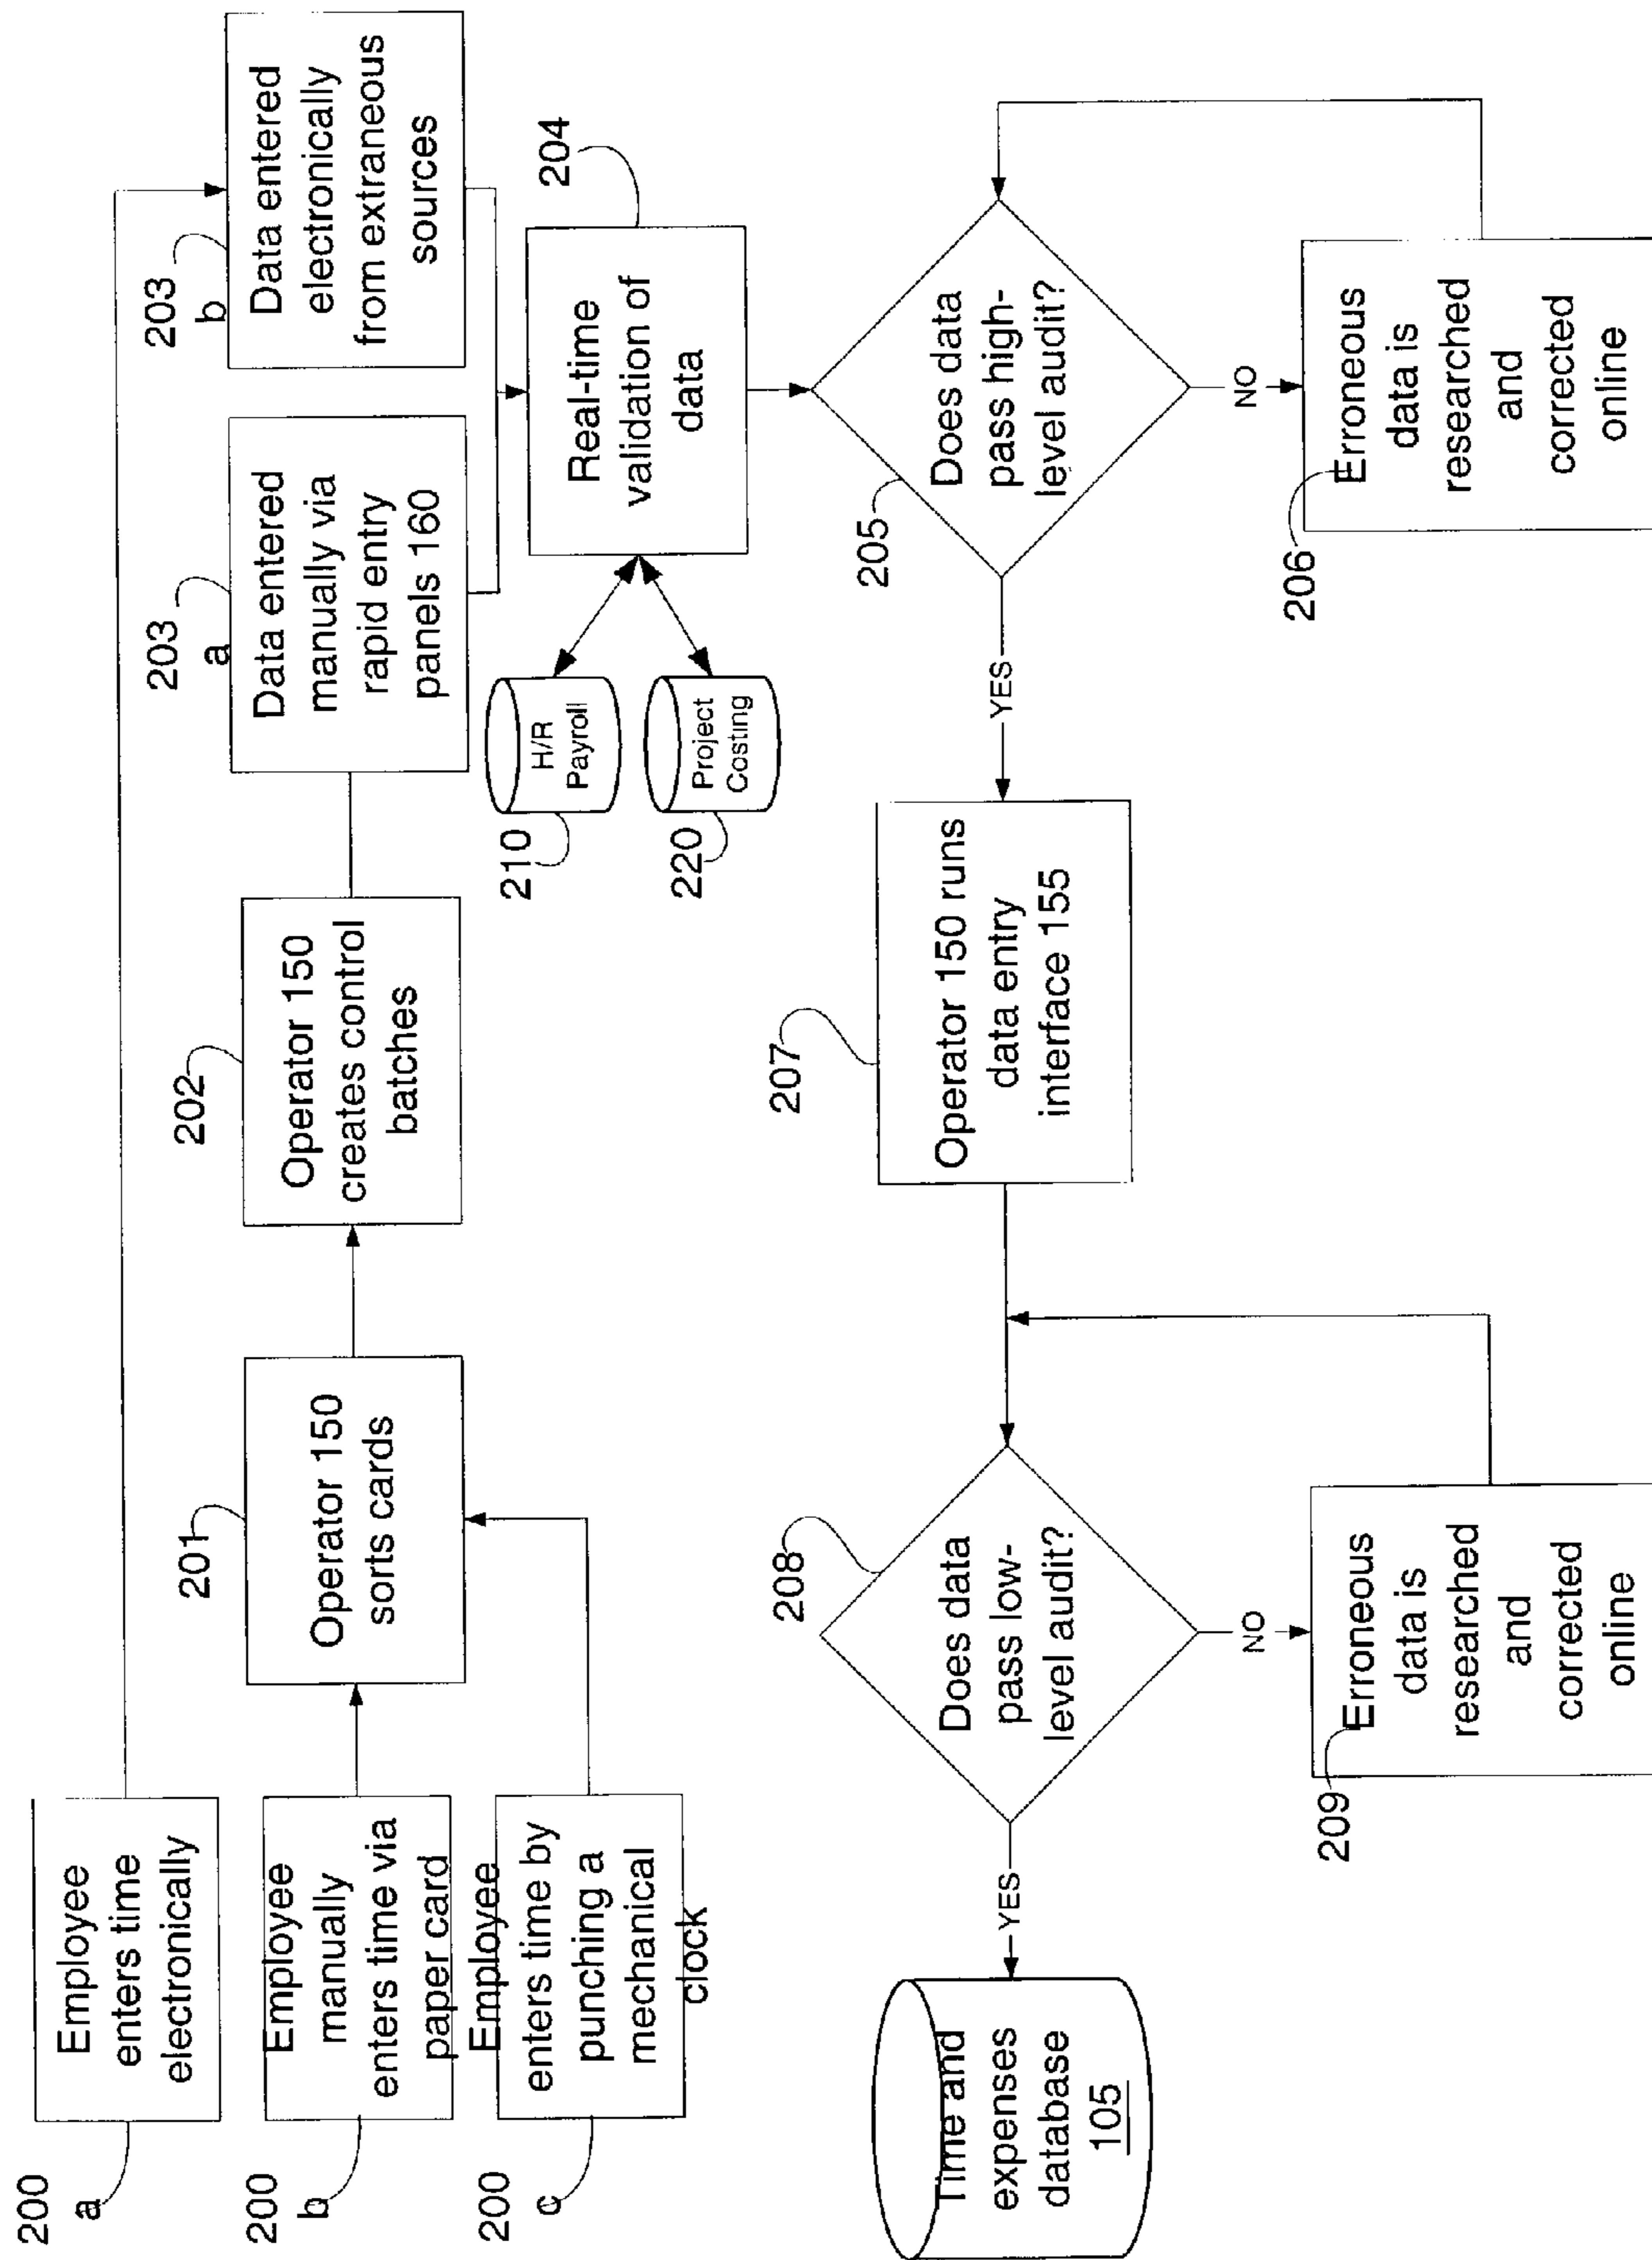 200
a
Employee
enters time
electronically
200
b
Employee
manually
enters time via
paper card
200
c
Employee
enters time by
punching a
mechanical
clock
201
Operator 150
sorts cards
202
Operator 150
creates control
batches
203
a
Data entered
manually via
rapid entry
panels 160
203
b
Data entered
electronically
from extraneous
sources
204
Real-time
validation of
data
210
H/R
Payroll
220
Project
Costing
205
Does data
pass high-
level audit?
NO
206
Erroneous
data is
researched
and
corrected
online
YES
207
Operator 150 runs
data entry
interface 155
208
Does data
pass low-
level audit?
NO
209
Erroneous
data is
researched
and
corrected
online
YES
Time and
expenses
database
105